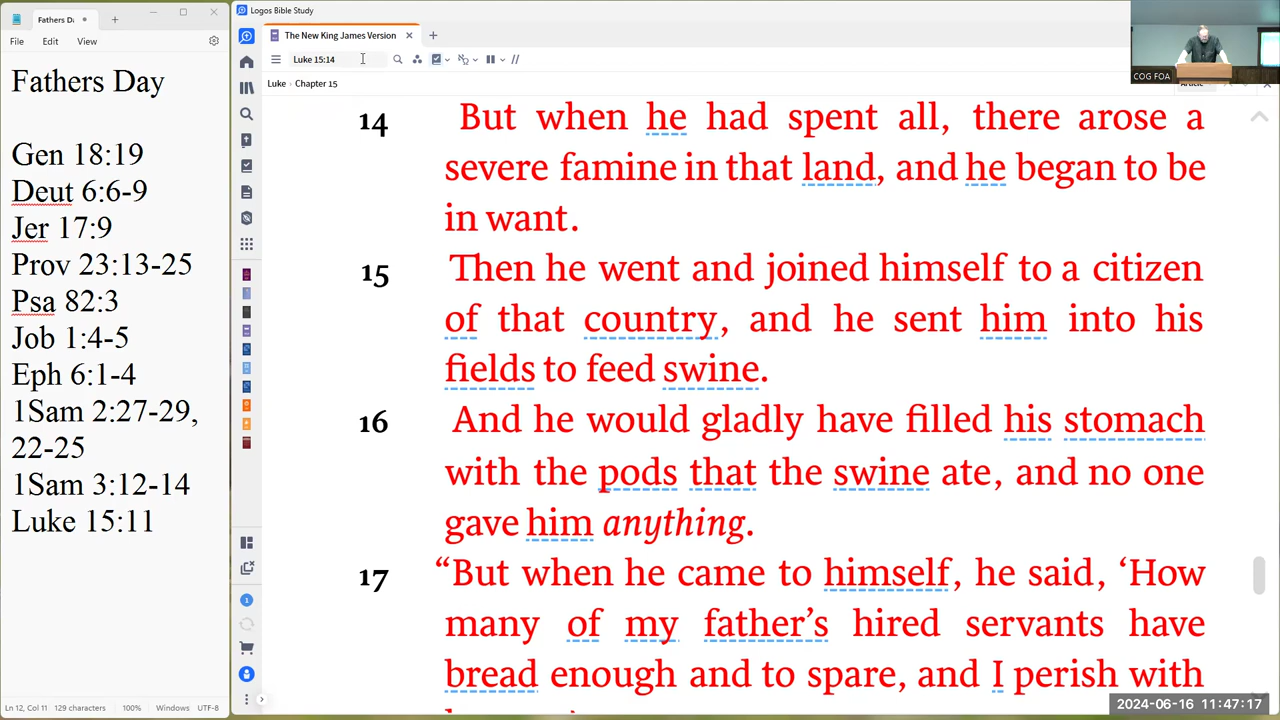 Fathers Da
File Edit View
Fathers Day
Gen 18:19
Deut 6:6-9
Jer 17:9
Prov 23:13-25
Psa 82:3
Job 1:4-5
Eph 6:1-4
1Sam 2:27-29,
22-25
1Sam 3:12-14
Luke 15:11
Ln 12, Col 11 129 characters 100% Windows UTF-8
Logos Bible Study
The New King James Version
Luke 15:14
Luke › Chapter 15
14 But when he had spent all, there arose a
severe famine in that land, and he began to be
in want.
15 Then he went and joined himself to a citizen
of that country, and he sent him into his
fields to feed swine.
16 And he would gladly have filled his stomach
with the pods that the swine ate, and no one
gave him anything.
17 “But when he came to himself, he said, ‘How
many of my father’s hired servants have
bread enough and to spare, and I perish with
1
COG FOA
2024-06-16 11:47:17